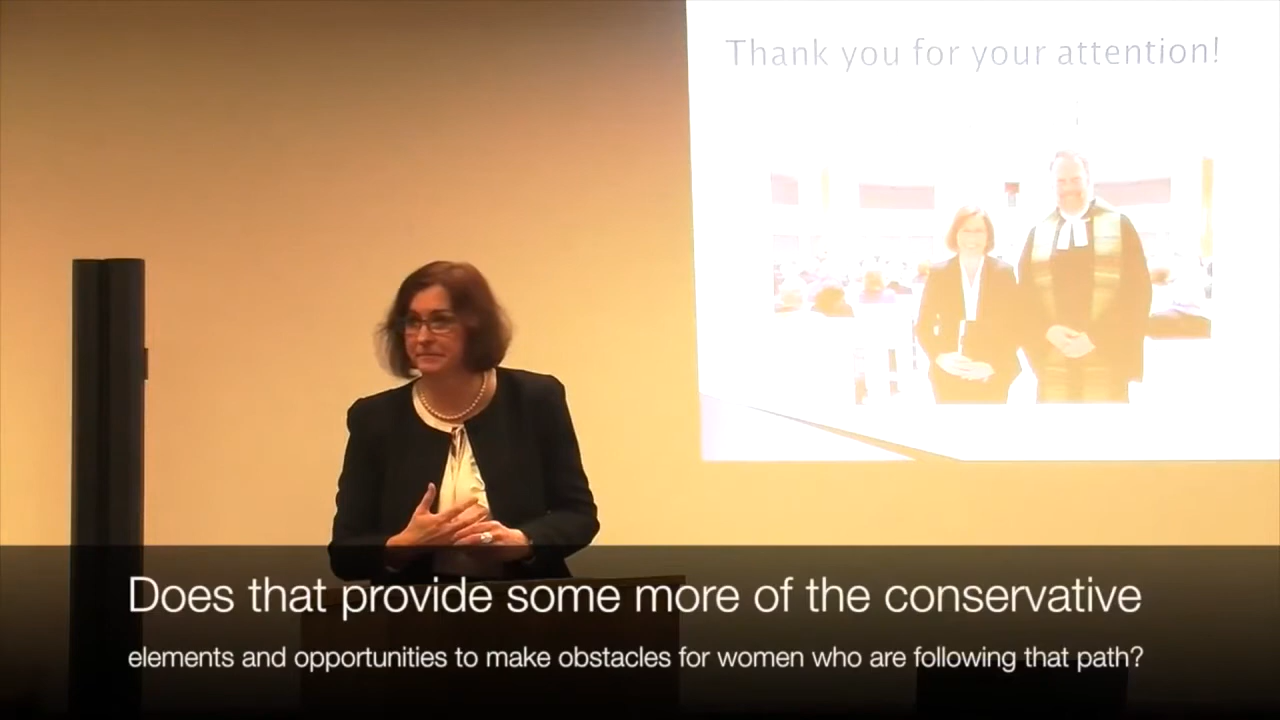 Thank you for your attention!
Does that provide some more of the conservative
elements and opportunities to make obstacles for women who are following that path?